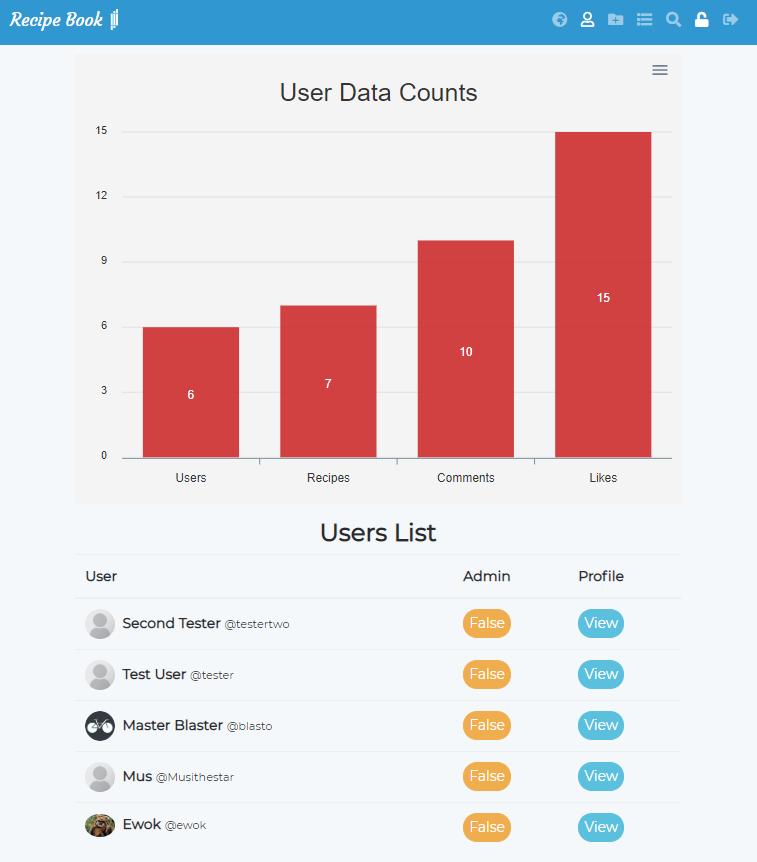 Recipe Book
User Data Counts
15
12
9
6
3
0
6
7
10
15
Users Recipes Comments Likes
Users List
User Admin Profile
Second Tester @testertwo False View
Test User @tester False View
Master Blaster @blasto False View
Mus @Musithestar False View
Ewok @ewok False View